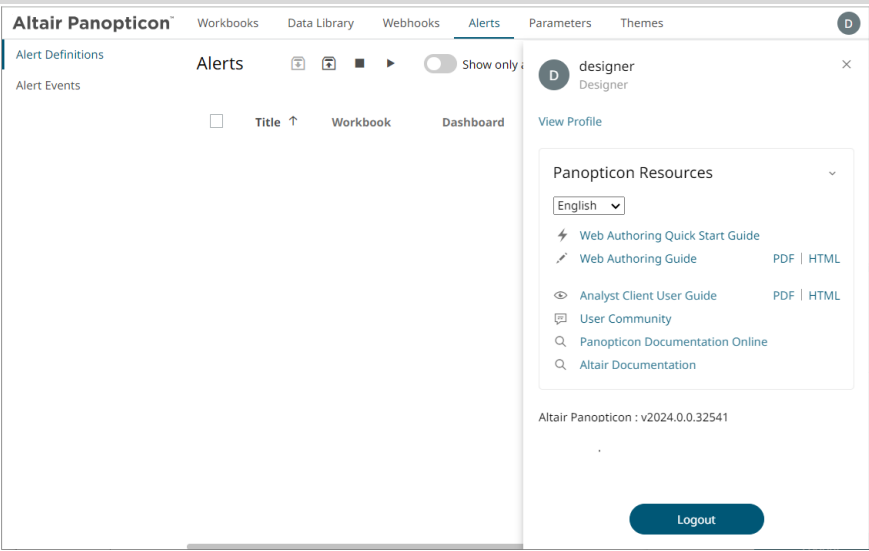 Altair Panopticon™ Workbooks Data Library Webhooks Alerts Parameters Themes D
Alert Definitions
Alert Events
Alerts Show only a
Title ↑ Workbook Dashboard
D designer
Designer
View Profile
Panopticon Resources
English
Web Authoring Quick Start Guide
Web Authoring Guide PDF | HTML
Analyst Client User Guide PDF | HTML
User Community
Panopticon Documentation Online
Altair Documentation
Altair Panopticon : v2024.0.0.32541
Logout